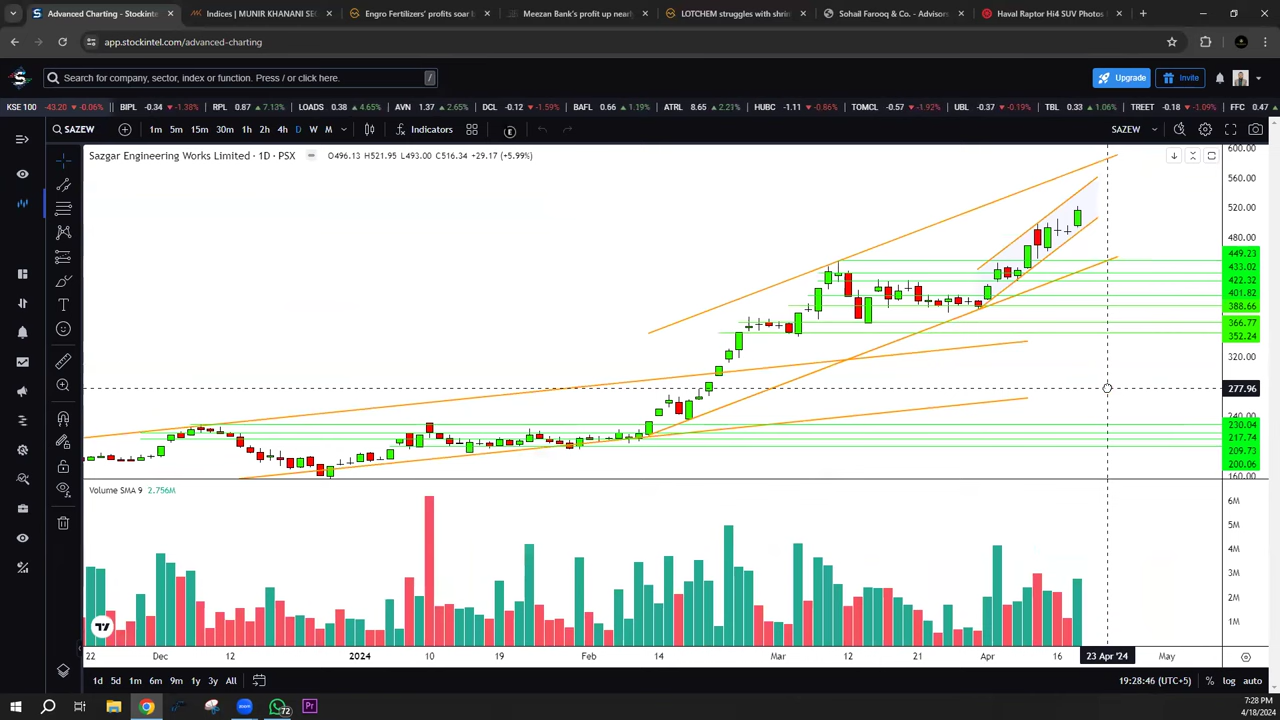 Advanced Charting - Stockintel
Indices | MUNIR KHANANI SEC
Engro Fertilizers' profits soar b
Meezan Bank's profit up nearl
LOTCHEM struggles with shrin
Sohail Farooq & Co. - Advisors
Haval Raptor Hi4 SUV Photos
app.stockintel.com/advanced-charting
Search for company, sector, index or function. Press / or click here.
/
Upgrade
Invite
KSE 100 -43.20 -0.06%
BIPL -0.34 -1.38%
RPL 0.87 7.13%
LOADS 0.38 4.65%
AVN 1.37 2.65%
DCL -0.12 -1.59%
BAFL 0.66 1.19%
ATRL 8.65 2.21%
HUBC -1.11 -0.86%
TOMCL -0.57 -1.92%
UBL -0.37 -0.19%
TBL 0.33 1.06%
TREET -0.18 -1.09%
FFC 0.47
SAZEW
1m 5m 15m 30m 1h 2h 4h D W M
Indicators
E
SAZEW
Sazgar Engineering Works Limited · 1D · PSX
O496.13 H521.95 L493.00 C516.34 +29.17 (+5.99%)
600.00
560.00
520.00
480.00
449.23
433.02
422.32
401.82
388.66
366.77
352.24
320.00
277.96
240.00
230.04
217.74
209.73
200.06
160.00
Volume SMA 9 2.756M
6M
5M
4M
3M
2M
1M
22 Dec 12 2024 10 19 Feb 14 Mar 12 21 Apr 16 23 Apr '24 May
1d 5d 1m 6m 9m 1y 3y All
19:28:46 (UTC+5) % log auto
72
Pr
7:28 PM
4/18/2024